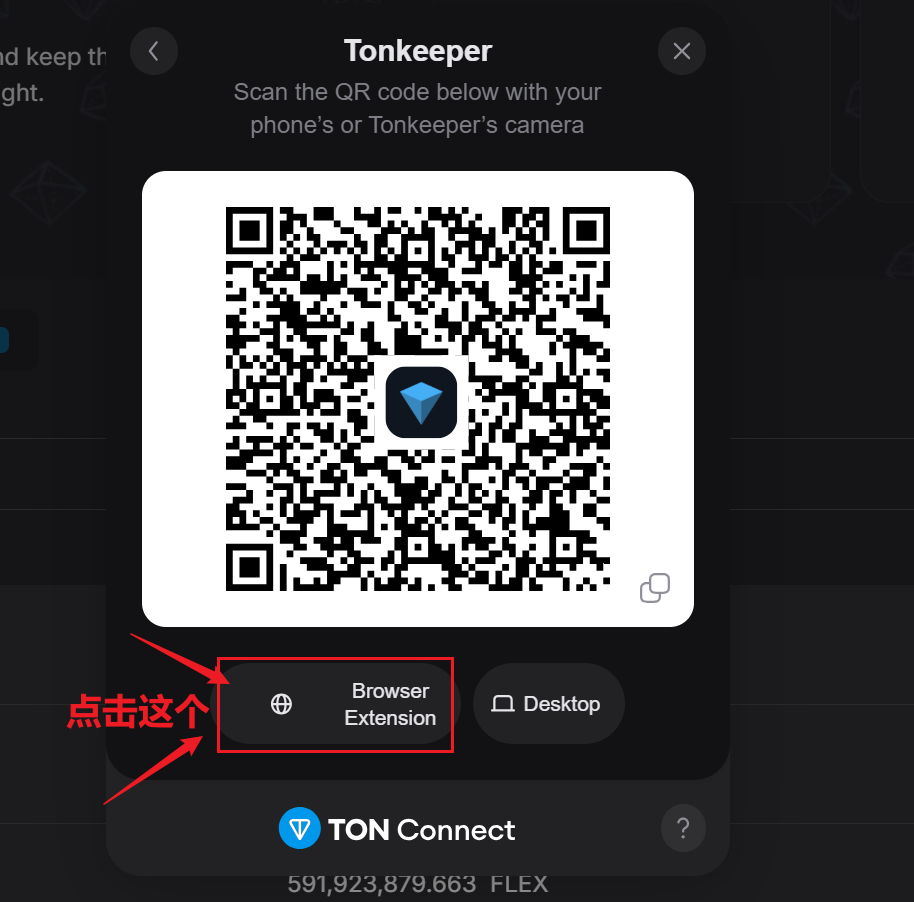 Tonkeeper
Scan the QR code below with your
phone’s or Tonkeeper’s camera
nd keep th
ght.
点击这个
Browser
Extension
Desktop
TON Connect
?
591,923,879.663 FLEX